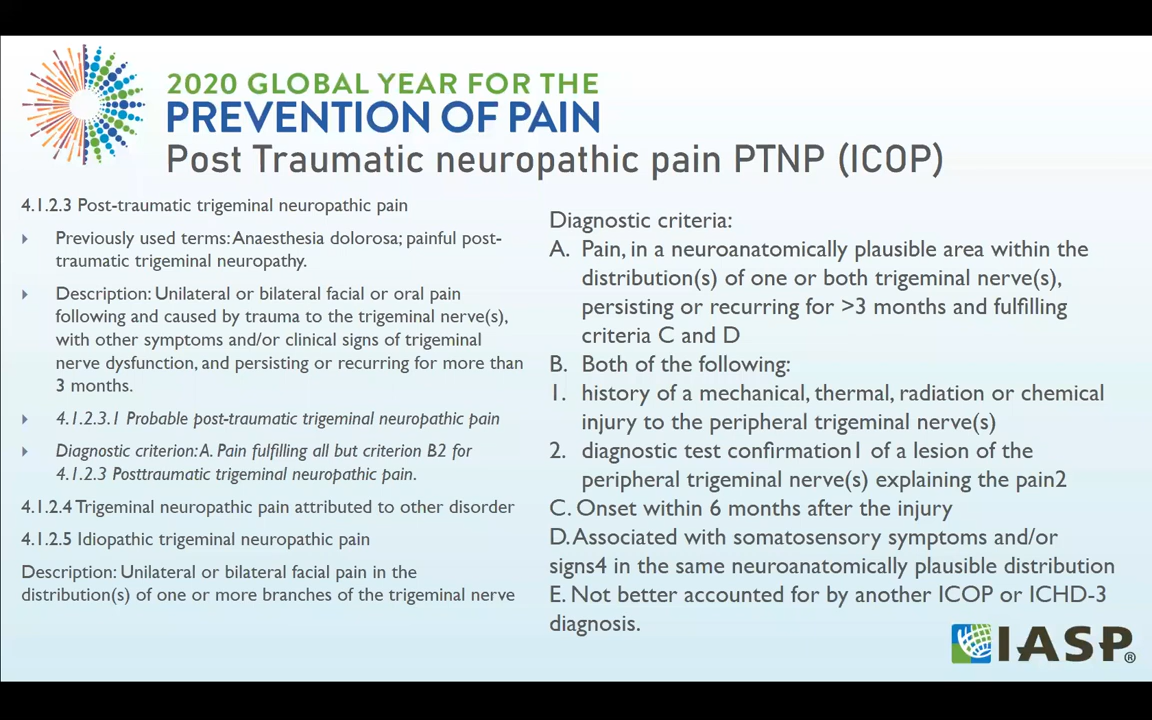 2020 GLOBAL YEAR FOR THE
PREVENTION OF PAIN
Post Traumatic neuropathic pain PTNP (ICOP)
4.1.2.3 Post-traumatic trigeminal neuropathic pain
Previously used terms: Anaesthesia dolorosa; painful post-
traumatic trigeminal neuropathy.
Description: Unilateral or bilateral facial or oral pain
following and caused by trauma to the trigeminal nerve(s),
with other symptoms and/or clinical signs of trigeminal
nerve dysfunction, and persisting or recurring for more than
3 months.
4.1.2.3.1 Probable post-traumatic trigeminal neuropathic pain
Diagnostic criterion: A. Pain fulfilling all but criterion B2 for
4.1.2.3 Posttraumatic trigeminal neuropathic pain.
4.1.2.4 Trigeminal neuropathic pain attributed to other disorder
4.1.2.5 Idiopathic trigeminal neuropathic pain
Description: Unilateral or bilateral facial pain in the
distribution(s) of one or more branches of the trigeminal nerve
Diagnostic criteria:
A. Pain, in a neuroanatomically plausible area within the
distribution(s) of one or both trigeminal nerve(s),
persisting or recurring for >3 months and fulfilling
criteria C and D
B. Both of the following:
1. history of a mechanical, thermal, radiation or chemical
injury to the peripheral trigeminal nerve(s)
2. diagnostic test confirmation1 of a lesion of the
peripheral trigeminal nerve(s) explaining the pain2
C. Onset within 6 months after the injury
D. Associated with somatosensory symptoms and/or
signs4 in the same neuroanatomically plausible distribution
E. Not better accounted for by another ICOP or ICHD-3
diagnosis.
IASP®